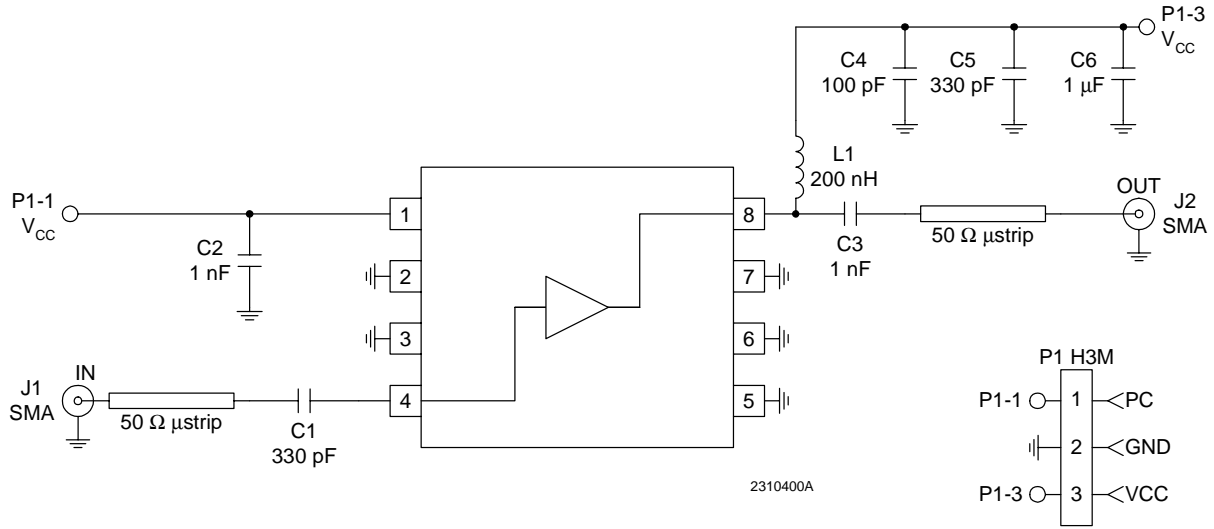 P1-3
V_CC
C4
100 pF
C5
330 pF
C6
1 μF
L1
200 nH
P1-1
V_CC
C2
1 nF
1
2
3
4
8
7
6
5
C3
1 nF
50 Ω μstrip
OUT
J2
SMA
J1
SMA
IN
50 Ω μstrip
C1
330 pF
2310400A
P1 H3M
P1-1 1 PC
2 GND
P1-3 3 VCC